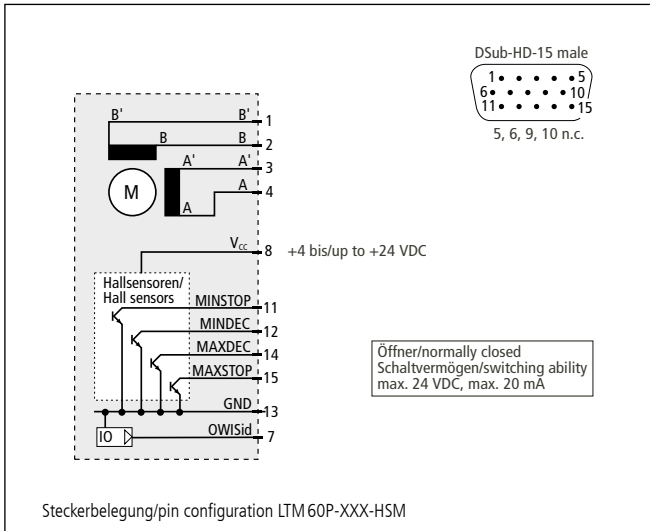 DSub-HD-15 male
1 5
6 10
11 15
5, 6, 9, 10 n.c.
B' B' 1
B B 2
A' A' 3
M
A 4
A
V_cc 8 +4 bis/up to +24 VDC
Hallsensoren/
Hall sensors
MINSTOP 11
MINDEC 12
MAXDEC 14
MAXSTOP 15
Öffner/normally closed
Schaltvermögen/switching ability
max. 24 VDC, max. 20 mA
GND 13
IO OWISid 7
Steckerbelegung/pin configuration LTM 60P-XXX-HSM